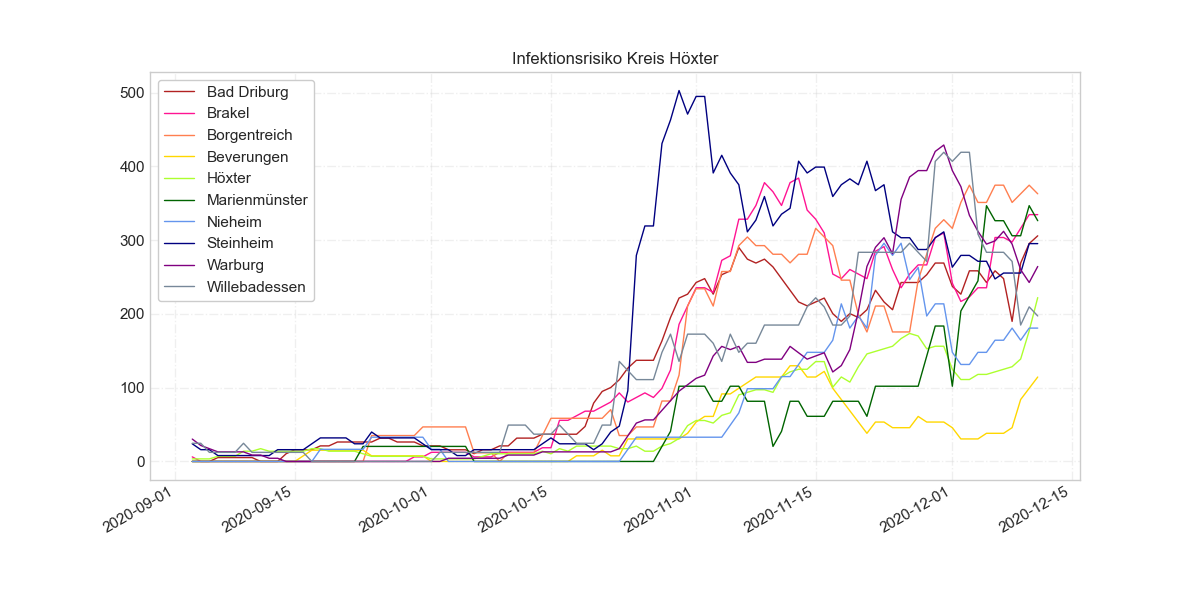 Infektionsrisiko Kreis Höxter
500
400
300
200
100
0
Bad Driburg
Brakel
Borgentreich
Beverungen
Höxter
Marienmünster
Nieheim
Steinheim
Warburg
Willebadessen
2020-09-01
2020-09-15
2020-10-01
2020-10-15
2020-11-01
2020-11-15
2020-12-01
2020-12-15